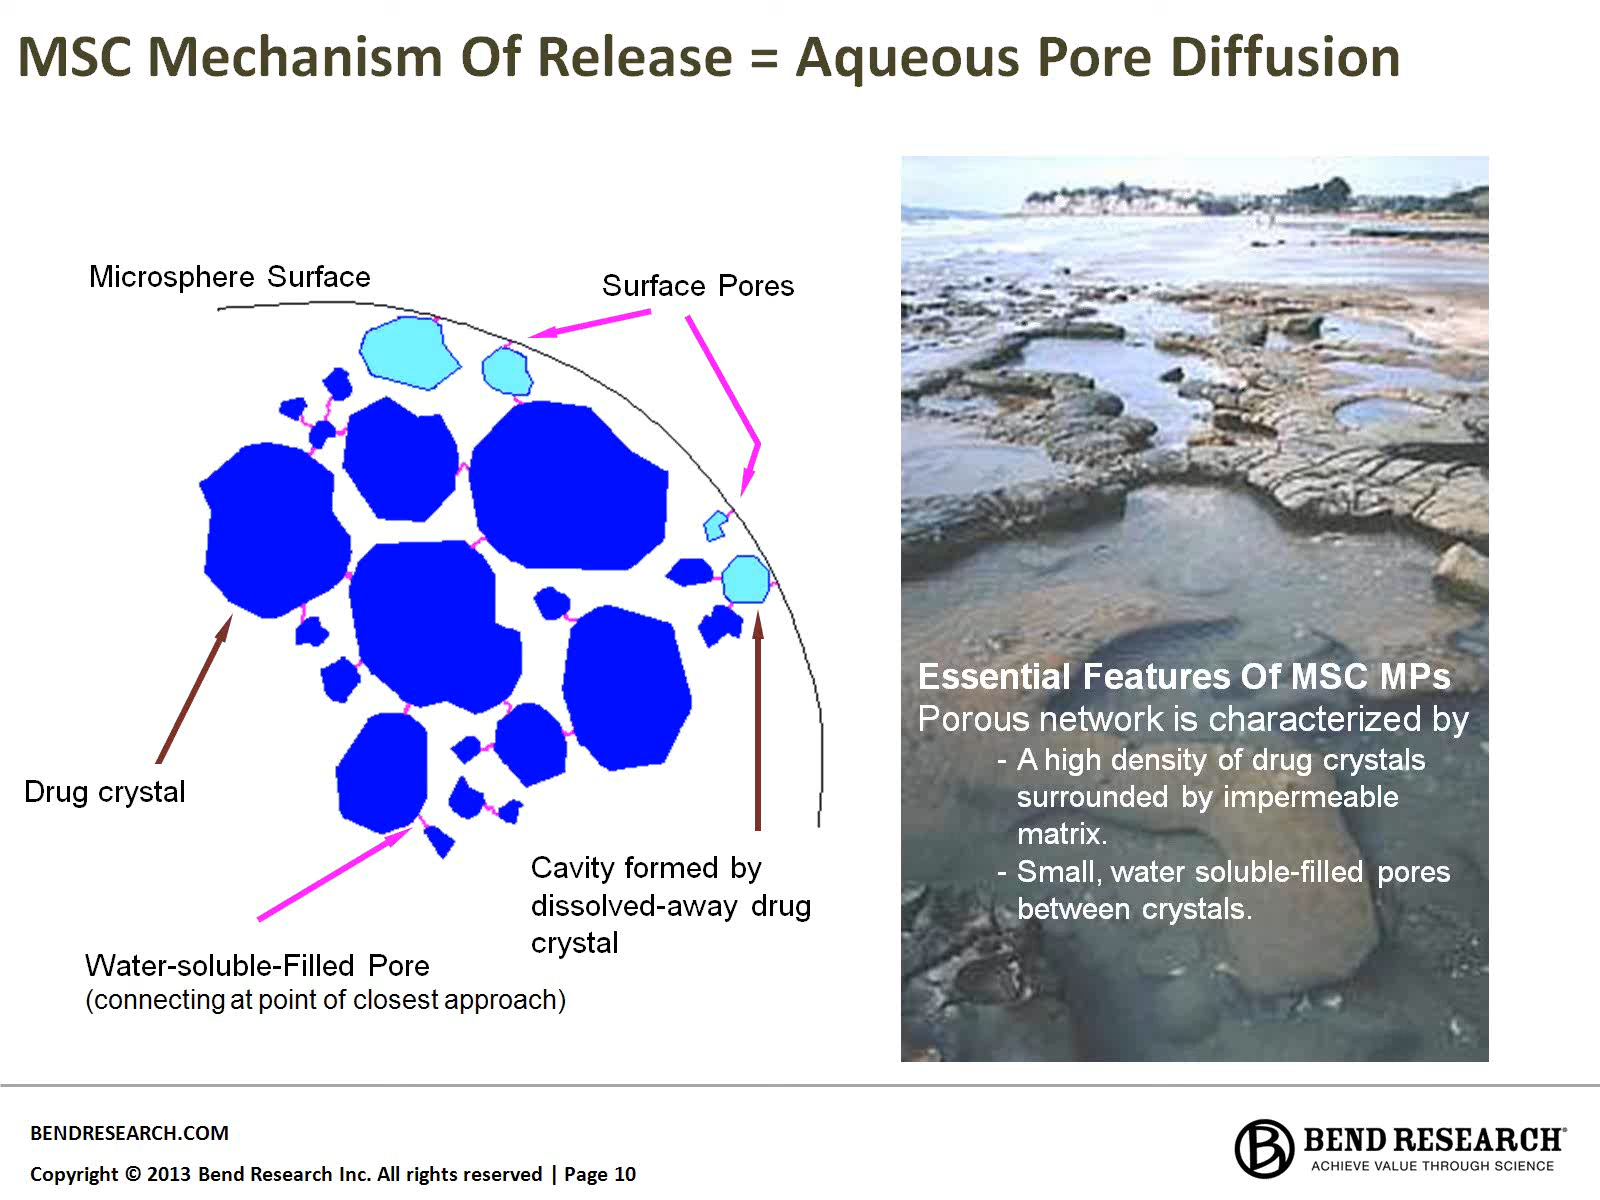 MSC Mechanism Of Release = Aqueous Pore Diffusion
Microsphere Surface
Surface Pores
Drug crystal
Cavity formed by
dissolved-away drug
crystal
Water-soluble-Filled Pore
(connecting at point of closest approach)
Essential Features Of MSC MPs
Porous network is characterized by
- A high density of drug crystals
surrounded by impermeable
matrix.
- Small, water soluble-filled pores
between crystals.
BENDRESEARCH.COM
Copyright © 2013 Bend Research Inc. All rights reserved | Page 10
B BEND RESEARCH®
ACHIEVE VALUE THROUGH SCIENCE